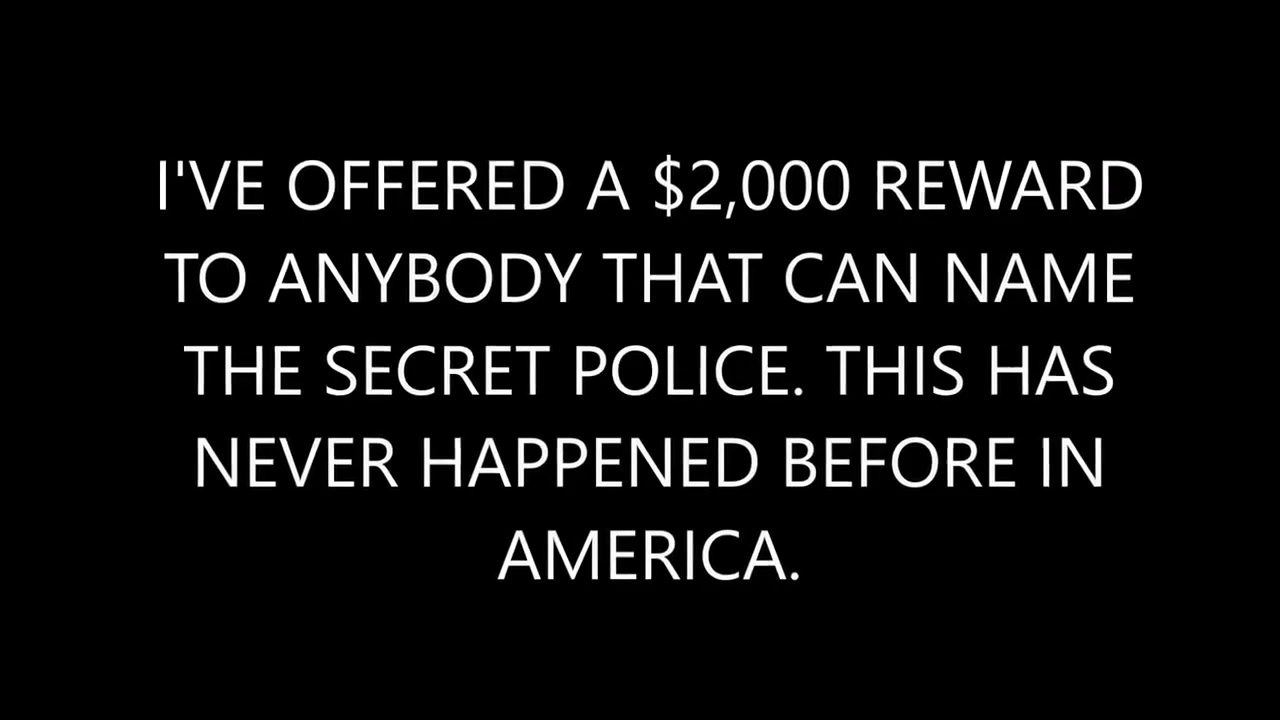 I'VE OFFERED A $2,000 REWARD
TO ANYBODY THAT CAN NAME
THE SECRET POLICE. THIS HAS
NEVER HAPPENED BEFORE IN
AMERICA.